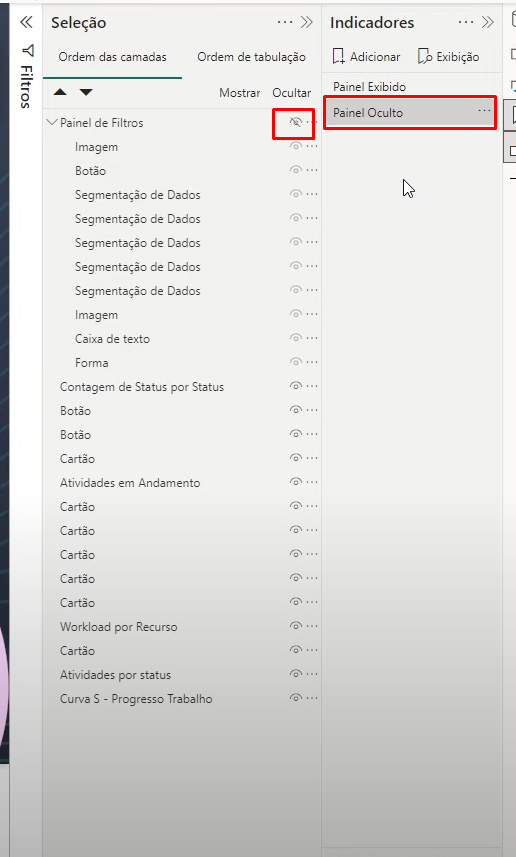 Filtros
Seleção
Ordem das camadas
Ordem de tabulação
Mostrar
Ocultar
Painel de Filtros
Imagem
Botão
Segmentação de Dados
Segmentação de Dados
Segmentação de Dados
Segmentação de Dados
Segmentação de Dados
Imagem
Caixa de texto
Forma
Contagem de Status por Status
Botão
Botão
Cartão
Atividades em Andamento
Cartão
Cartão
Cartão
Cartão
Cartão
Workload por Recurso
Cartão
Atividades por status
Curva S - Progresso Trabalho
Indicadores
Adicionar
Exibição
Painel Exibido
Painel Oculto